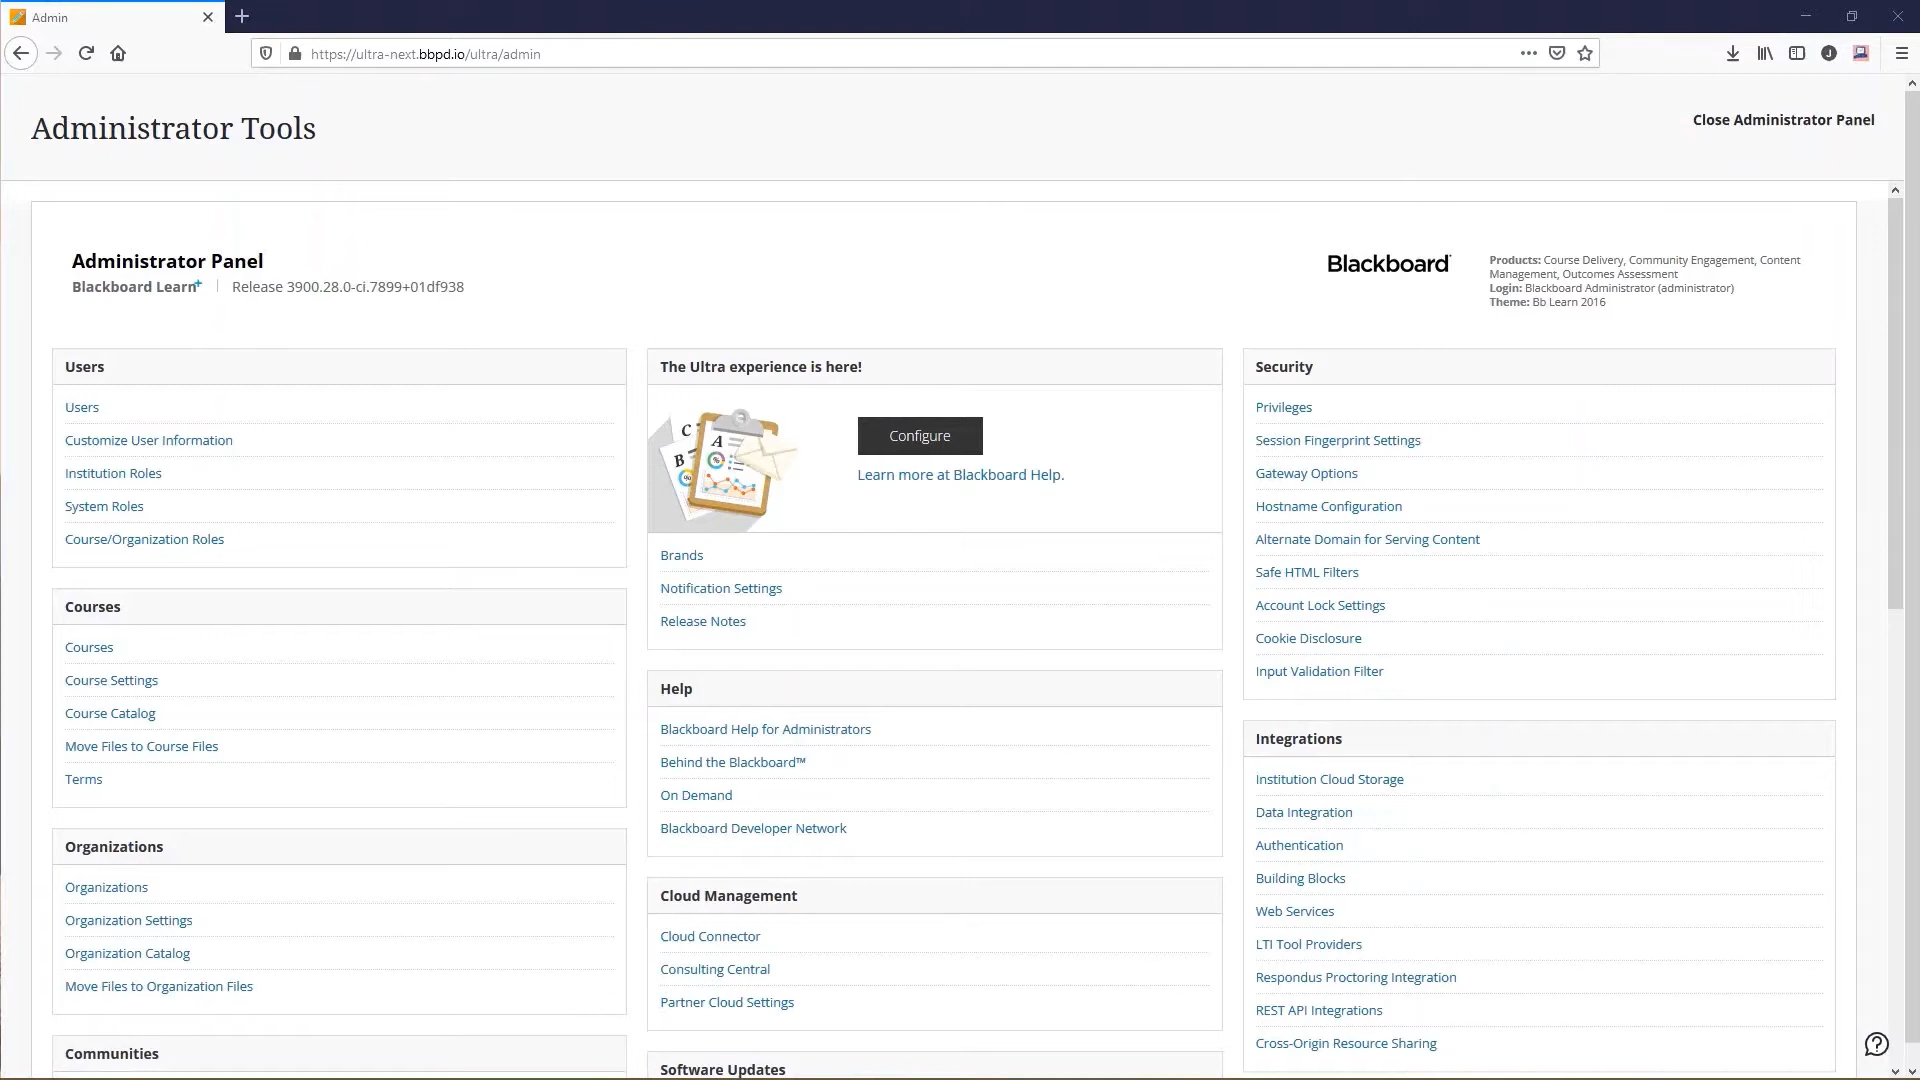 Admin
https://ultra-next.bbpd.io/ultra/admin
Administrator Tools
Close Administrator Panel
Administrator Panel
Blackboard Learn+ | Release 3900.28.0-ci.7899+01df938
Blackboard
Products: Course Delivery, Community Engagement, Content
Management, Outcomes Assessment
Login: Blackboard Administrator (administrator)
Theme: Bb Learn 2016
Users
Users
Customize User Information
Institution Roles
System Roles
Course/Organization Roles
Courses
Courses
Course Settings
Course Catalog
Move Files to Course Files
Terms
Organizations
Organizations
Organization Settings
Organization Catalog
Move Files to Organization Files
Communities
The Ultra experience is here!
C
A
B
%
%
Configure
Learn more at Blackboard Help.
Brands
Notification Settings
Release Notes
Help
Blackboard Help for Administrators
Behind the Blackboard™
On Demand
Blackboard Developer Network
Cloud Management
Cloud Connector
Consulting Central
Partner Cloud Settings
Software Updates
Security
Privileges
Session Fingerprint Settings
Gateway Options
Hostname Configuration
Alternate Domain for Serving Content
Safe HTML Filters
Account Lock Settings
Cookie Disclosure
Input Validation Filter
Integrations
Institution Cloud Storage
Data Integration
Authentication
Building Blocks
Web Services
LTI Tool Providers
Respondus Proctoring Integration
REST API Integrations
Cross-Origin Resource Sharing